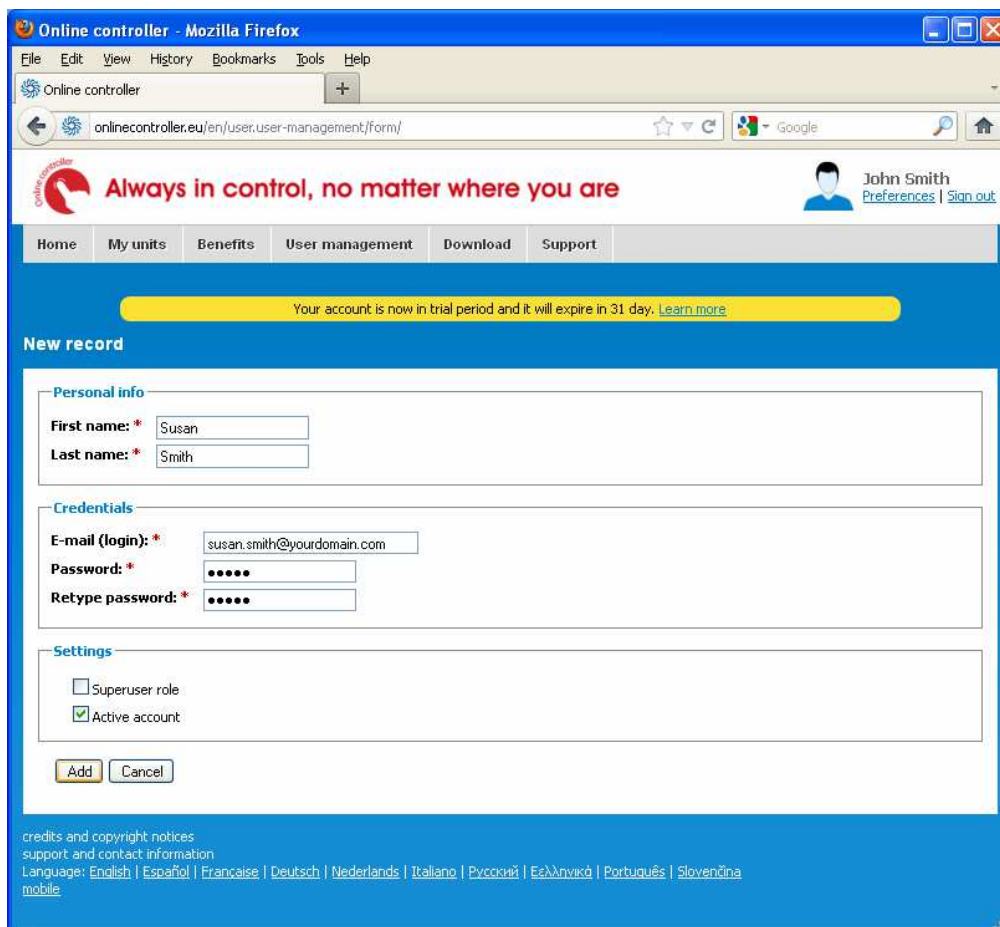 Online controller - Mozilla Firefox
File Edit View History Bookmarks Tools Help
Online controller
onlinecontroller.eu/en/user.user-management/form/ Google
Online controller
Always in control, no matter where you are
John Smith
Preferences | Sign out
Home My units Benefits User management Download Support
Your account is now in trial period and it will expire in 31 day. Learn more
New record
Personal info
First name: * Susan
Last name: * Smith
Credentials
E-mail (login): * susan.smith@yourdomain.com
Password: * •••••
Retype password: * •••••
Settings
Superuser role
Active account
Add Cancel
credits and copyright notices
support and contact information
Language: English | Español | Française | Deutsch | Nederlands | Italiano | Русский | Εελληνικά | Português | Slovenčina
mobile